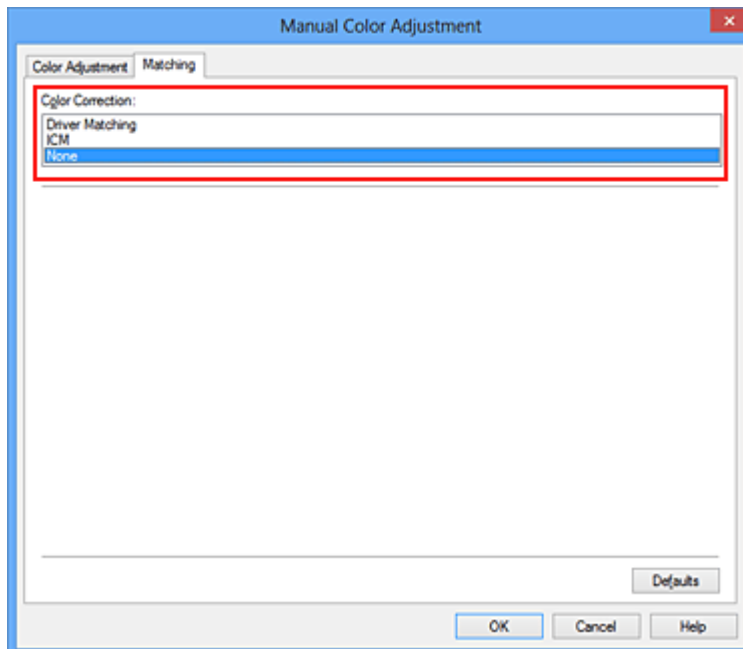 Manual Color Adjustment
Color Adjustment Matching
Color Correction:
Driver Matching
ICM
None
Defaults
OK Cancel Help